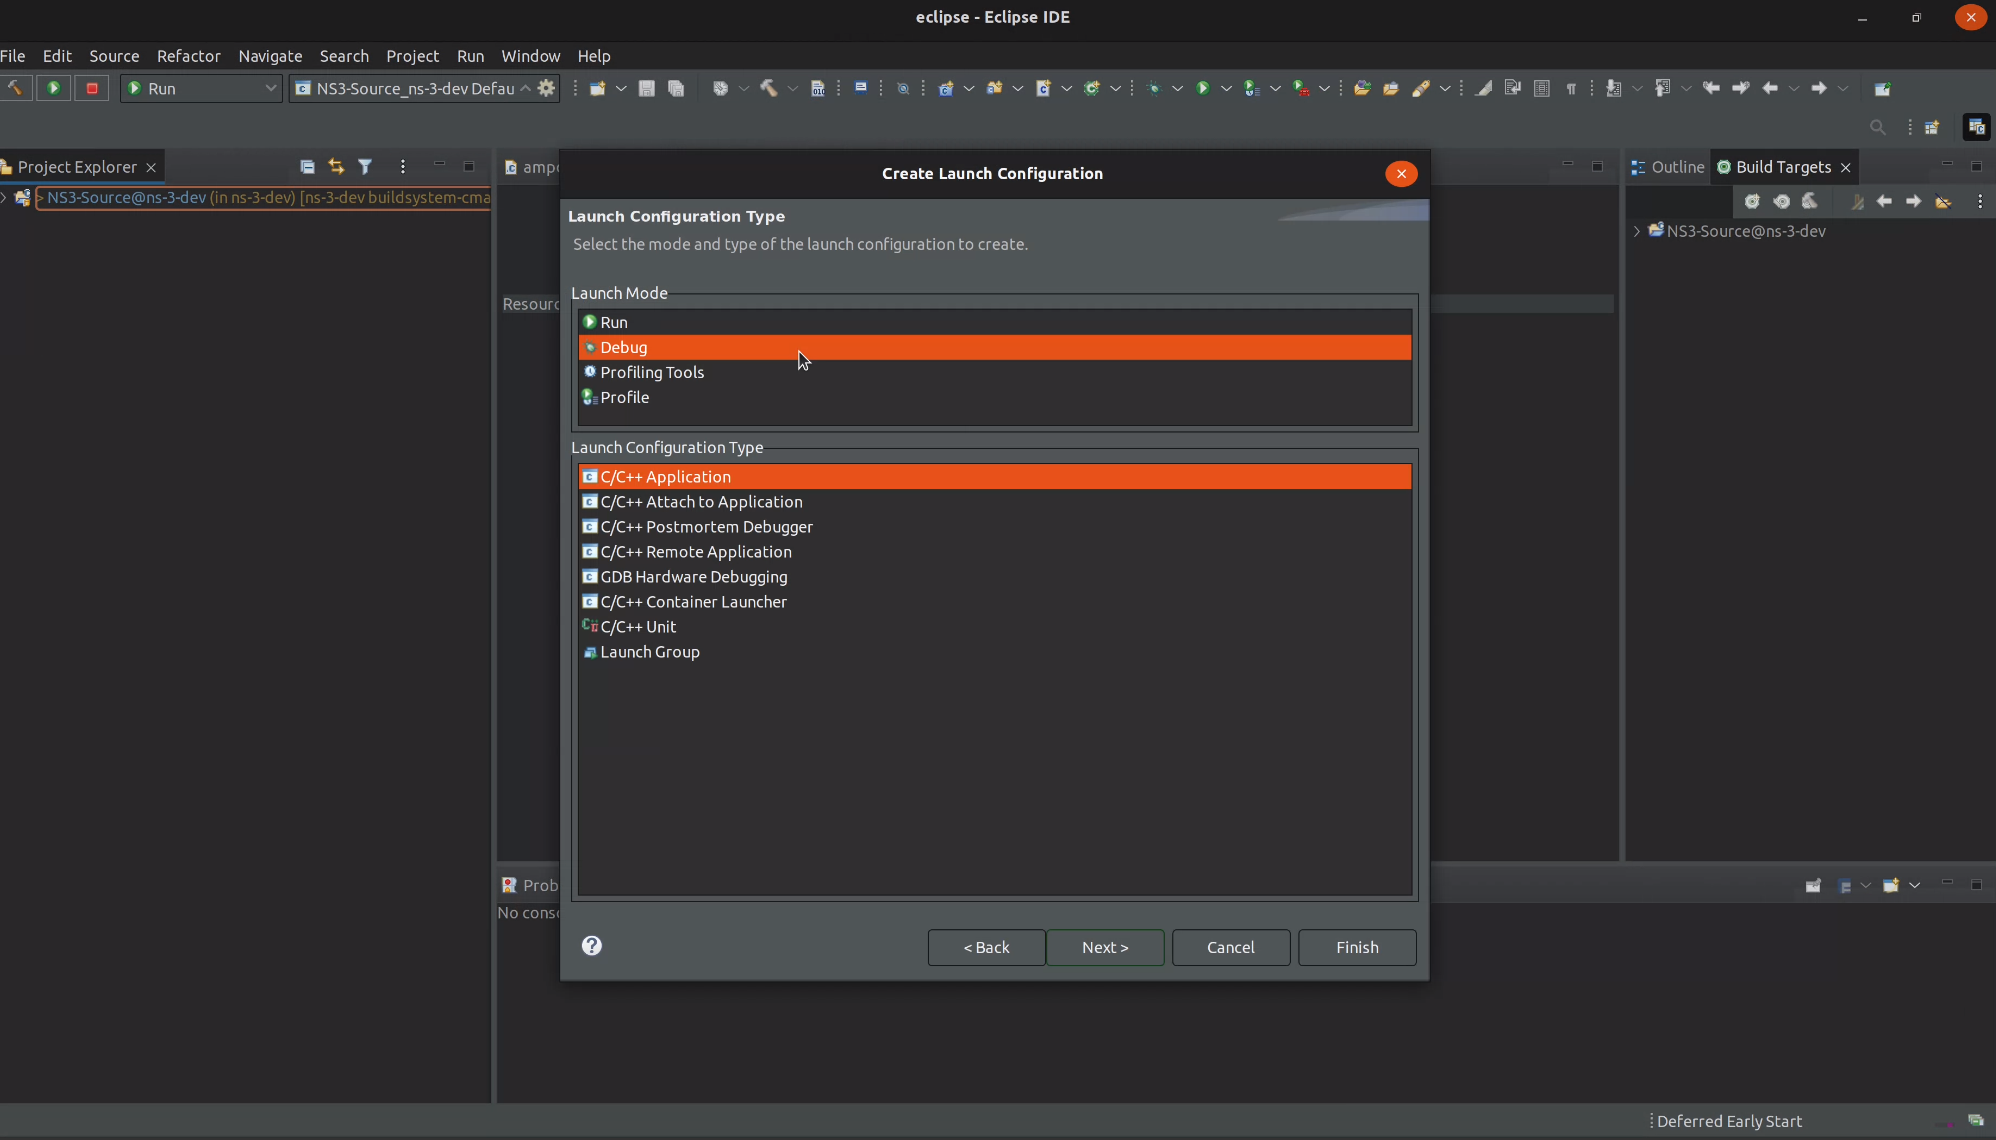 eclipse - Eclipse IDE
File Edit Source Refactor Navigate Search Project Run Window Help
Run NS3-Source_ns-3-dev Defau
Project Explorer
> NS3-Source@ns-3-dev (in ns-3-dev) [ns-3-dev buildsystem-cma
ampo
Resourc
Create Launch Configuration
Launch Configuration Type
Select the mode and type of the launch configuration to create.
Launch Mode
Run
Debug
Profiling Tools
Profile
Launch Configuration Type
C/C++ Application
C/C++ Attach to Application
C/C++ Postmortem Debugger
C/C++ Remote Application
GDB Hardware Debugging
C/C++ Container Launcher
C/C++ Unit
Launch Group
< Back Next > Cancel Finish
Outline Build Targets
NS3-Source@ns-3-dev
Prob
No conso
Deferred Early Start